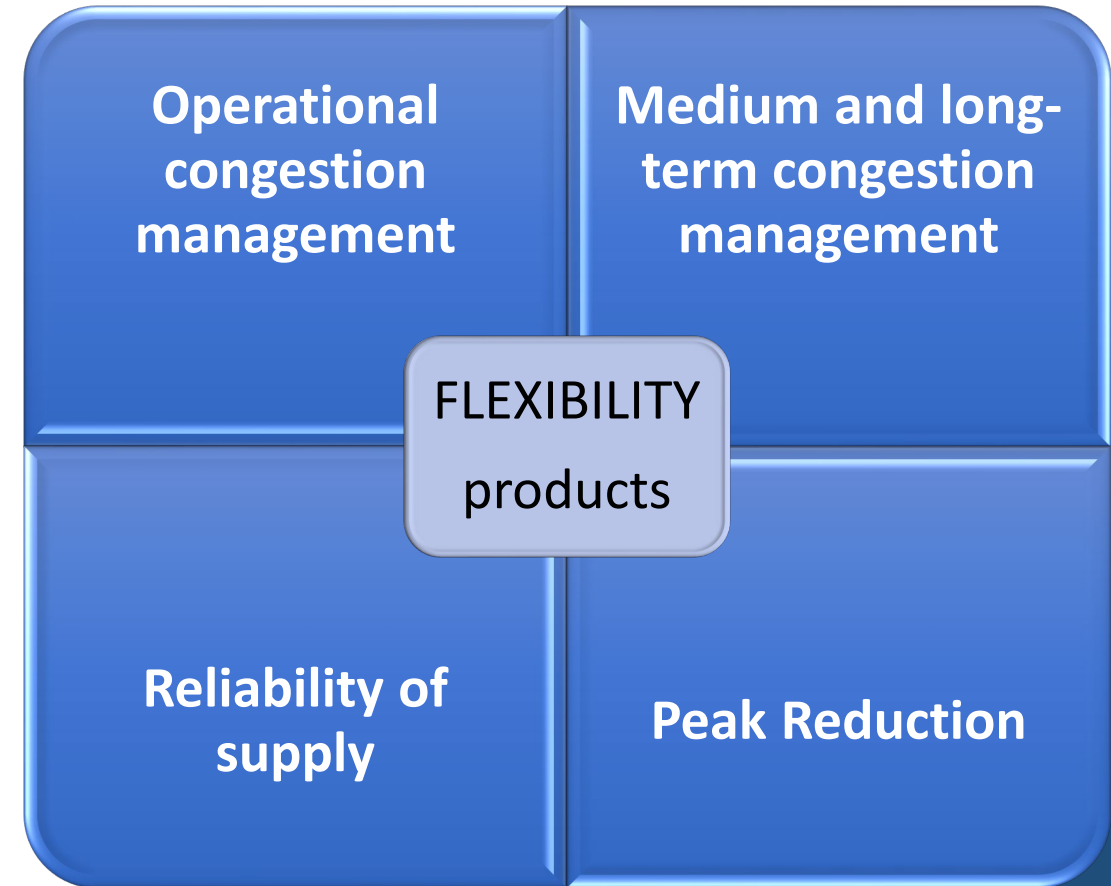 Operational
congestion
management
Medium and long-
term congestion
management
FLEXIBILITY
products
Reliability of
supply
Peak Reduction